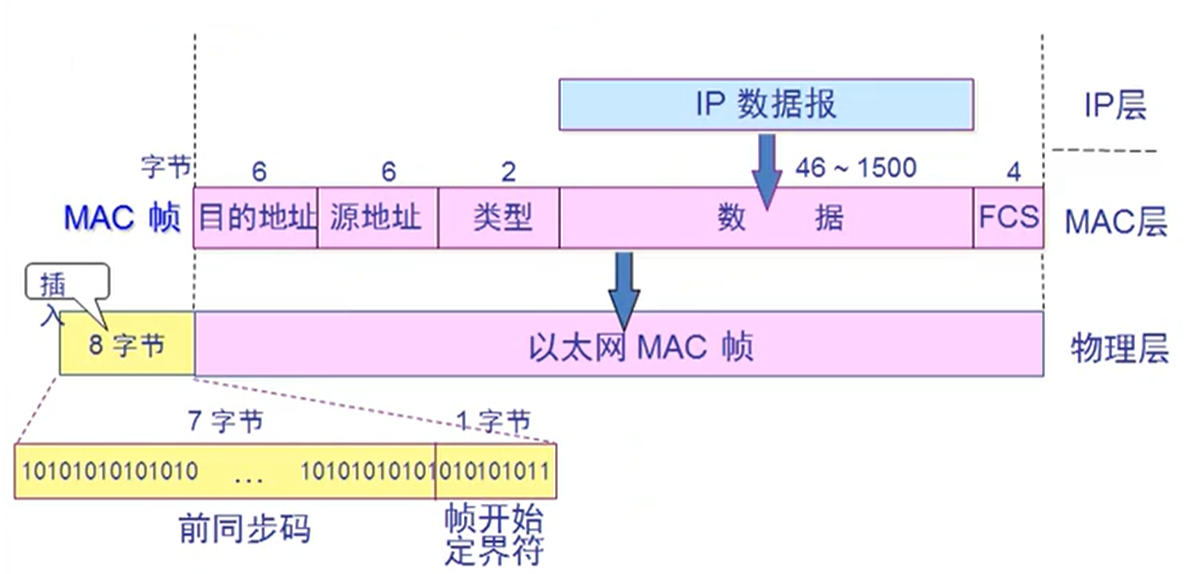 IP 数据报
IP层
字节 6 6 2 46 ~ 1500 4
MAC 帧 目的地址 源地址 类型 数 据 FCS MAC层
插
入
8 字节 以太网 MAC 帧 物理层
7 字节 1 字节
10101010101010 ... 10101010101010101011
前同步码
帧开始
定界符